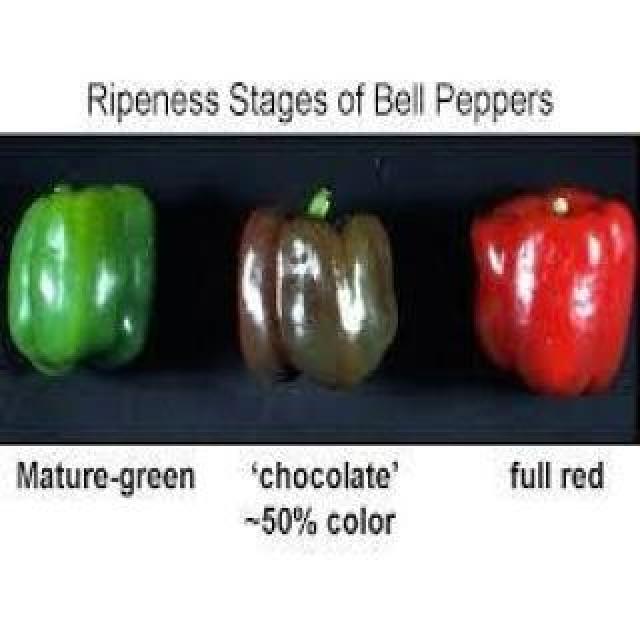 Ripeness Stages of Bell Peppers
Mature-green
‘chocolate’
~50% color
full red